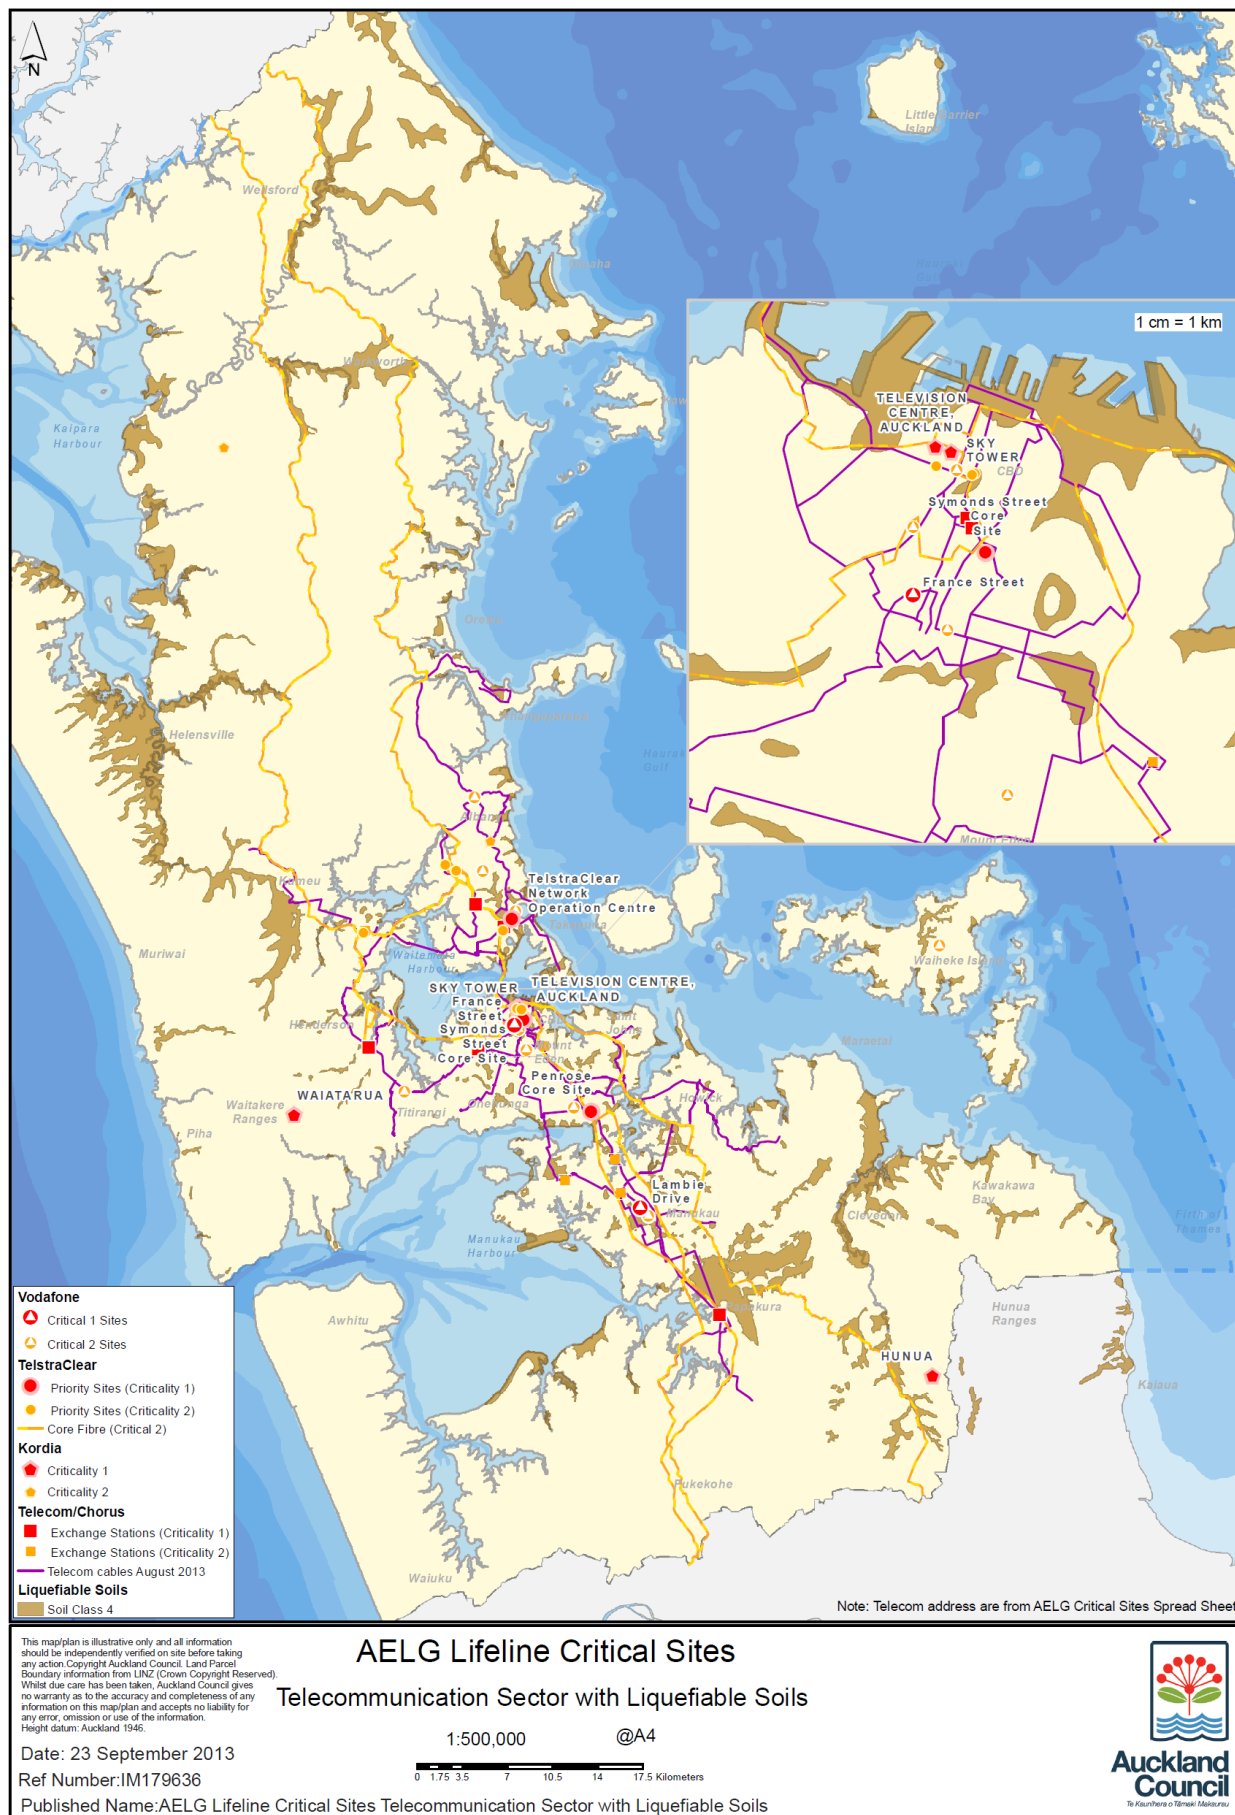 N
Little Barrier
Island
Wellsford
Omaha
Hauraki
Gulf
1 cm = 1 km
Warkworth
Kaipara
Harbour
TELEVISION
CENTRE,
AUCKLAND
SKY
TOWER
CBD
Symonds Street
Core
Site
France Street
Mount Eden
Orewa
Whangaparaoa
Helensville
Hauraki
Gulf
Albany
Kumeu
TelstraClear
Network
Operation Centre
Takapuna
Muriwai
Waitemata
Harbour
Waiheke Island
SKY TOWER
TELEVISION CENTRE,
AUCKLAND
France
Street
Symonds
Street
Core Site
CBD
Saint
Johns
Mount
Eden
Henderson
Maraetai
Penrose
Core Site
WAIATARUA
Waitakere
Ranges
Titirangi
Onehunga
Howick
Piha
Lambie
Drive
Manukau
Kawakawa
Bay
Clevedon
Firth of
Thames
Manukau
Harbour
Papakura
Hunua
Ranges
Awhitu
HUNUA
Kaiaua
Pukekohe
Waiuku
Vodafone
Critical 1 Sites
Critical 2 Sites
TelstraClear
Priority Sites (Criticality 1)
Priority Sites (Criticality 2)
Core Fibre (Critical 2)
Kordia
Criticality 1
Criticality 2
Telecom/Chorus
Exchange Stations (Criticality 1)
Exchange Stations (Criticality 2)
Telecom cables August 2013
Liquefiable Soils
Soil Class 4
Note: Telecom address are from AELG Critical Sites Spread Sheet
This map/plan is illustrative only and all information
should be independently verified on site before taking
any action.Copyright Auckland Council. Land Parcel
Boundary information from LINZ (Crown Copyright Reserved).
Whilst due care has been taken, Auckland Council gives
no warranty as to the accuracy and completeness of any
information on this map/plan and accepts no liability for
any error, omission or use of the information.
Height datum: Auckland 1946.
Date: 23 September 2013
Ref Number:IM179636
Published Name:AELG Lifeline Critical Sites Telecommunication Sector with Liquefiable Soils
AELG Lifeline Critical Sites
Telecommunication Sector with Liquefiable Soils
1:500,000 @A4
0 1.75 3.5 7 10.5 14 17.5 Kilometers
Auckland
Council
Te Kaunihera o Tāmaki Makaurau